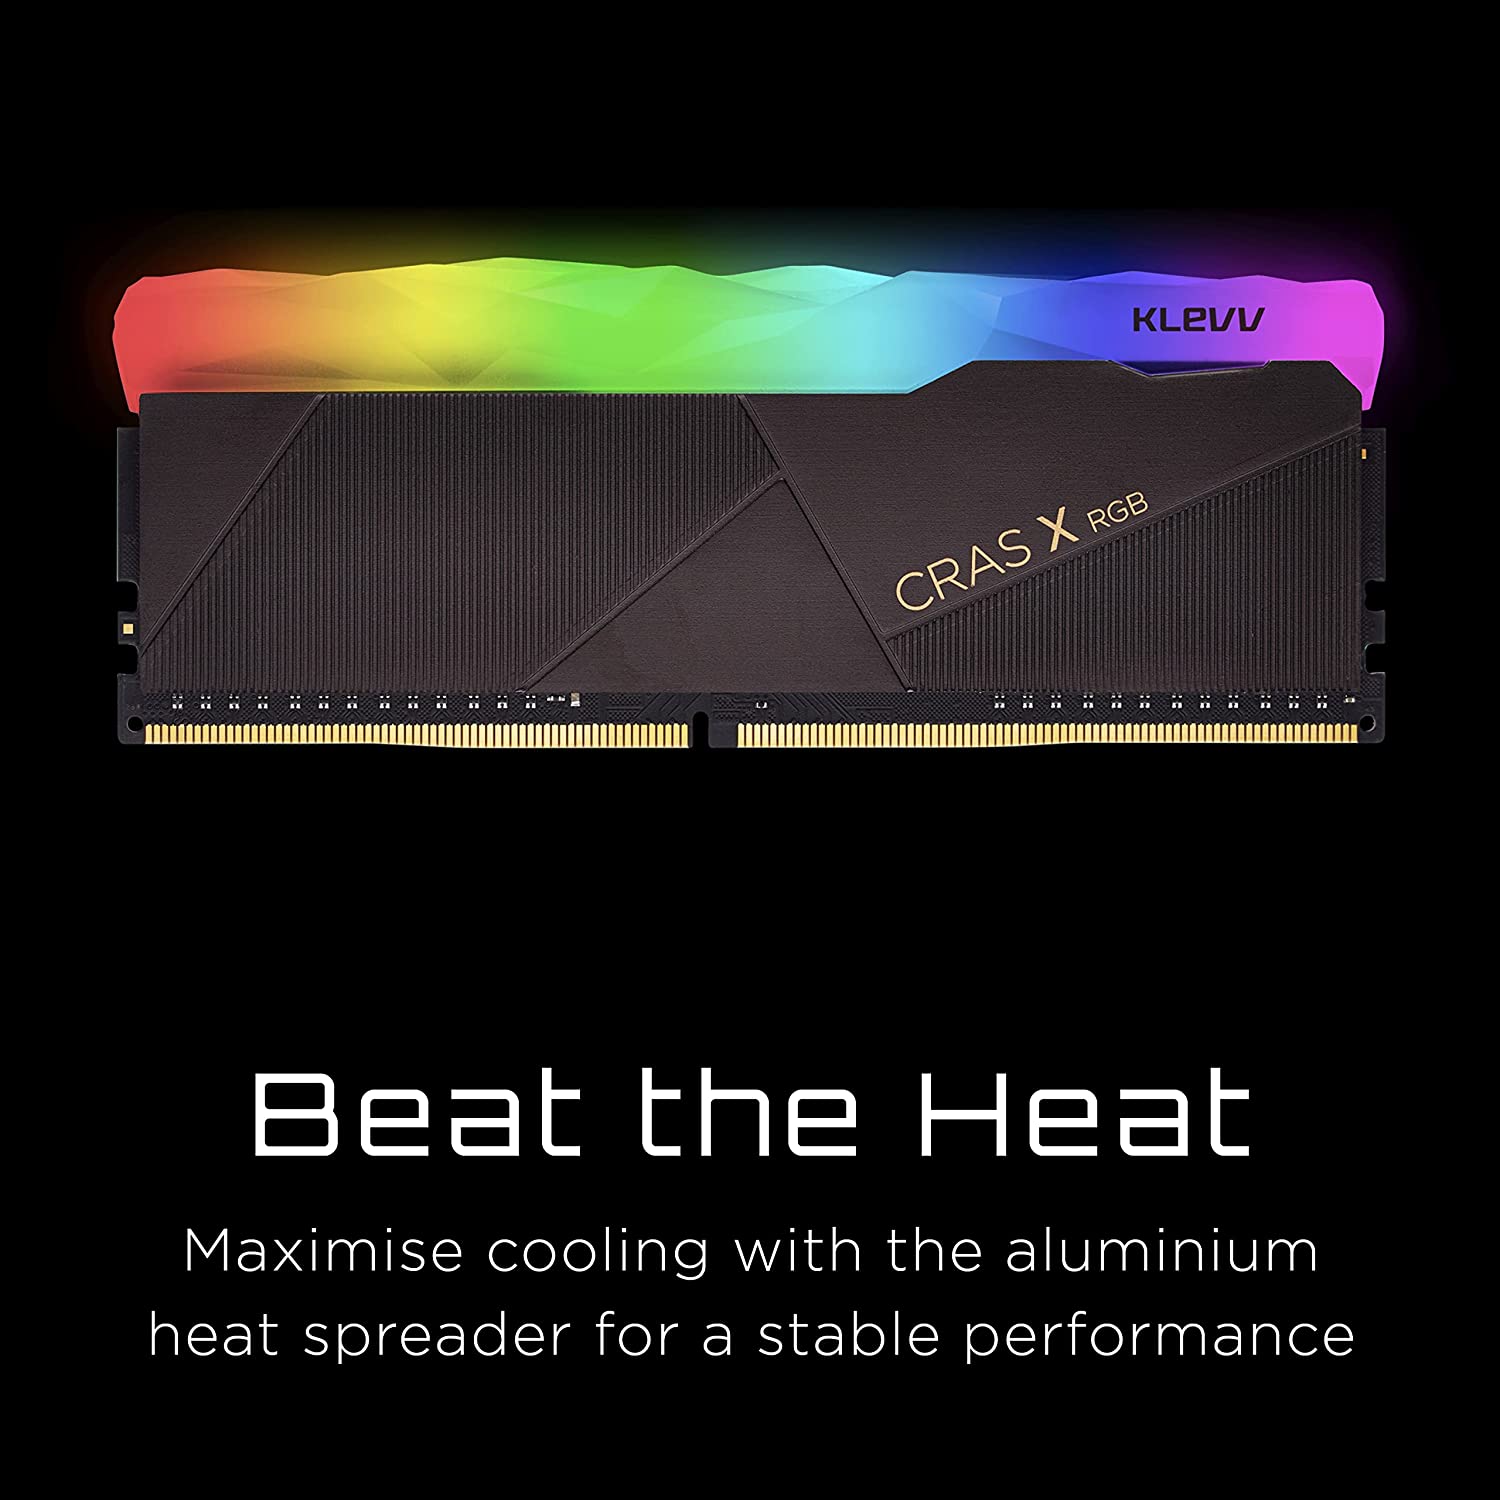 KLEVV
CRAS X RGB
Beat the Heat
Maximise cooling with the aluminium
heat spreader for a stable performance